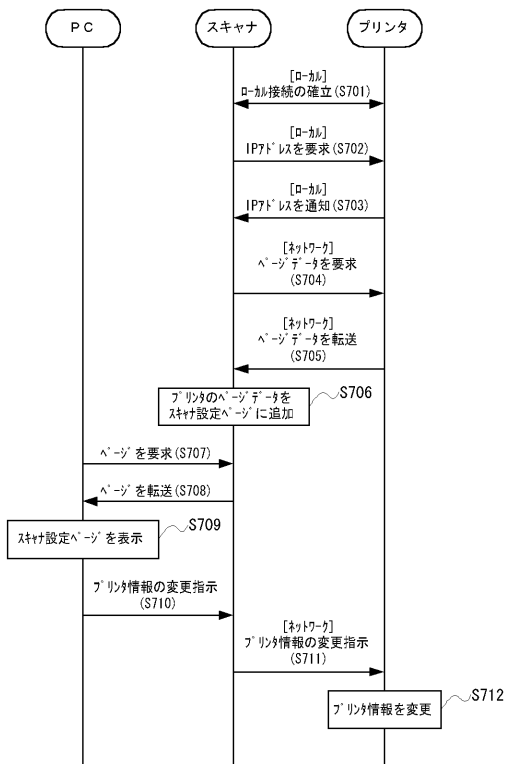 PC
スキャナ
プリンタ
[ﾛｰｶﾙ]
ﾛｰｶﾙ接続の確立(S701)
[ﾛｰｶﾙ]
IPｱﾄﾞﾚｽを要求(S702)
[ﾛｰｶﾙ]
IPｱﾄﾞﾚｽを通知(S703)
[ﾈｯﾄﾜｰｸ]
ﾍﾟｰｼﾞﾃﾞｰﾀを要求
(S704)
[ﾈｯﾄﾜｰｸ]
ﾍﾟｰｼﾞﾃﾞｰﾀを転送
(S705)
S706
ﾌﾟﾘﾝﾀのﾍﾟｰｼﾞﾃﾞｰﾀを
ｽｷｬﾅ設定ﾍﾟｰｼﾞに追加
ﾍﾟｰｼﾞを要求(S707)
ﾍﾟｰｼﾞを転送(S708)
S709
ｽｷｬﾅ設定ﾍﾟｰｼﾞを表示
ﾌﾟﾘﾝﾀ情報の変更指示
(S710)
[ﾈｯﾄﾜｰｸ]
ﾌﾟﾘﾝﾀ情報の変更指示
(S711)
S712
ﾌﾟﾘﾝﾀ情報を変更